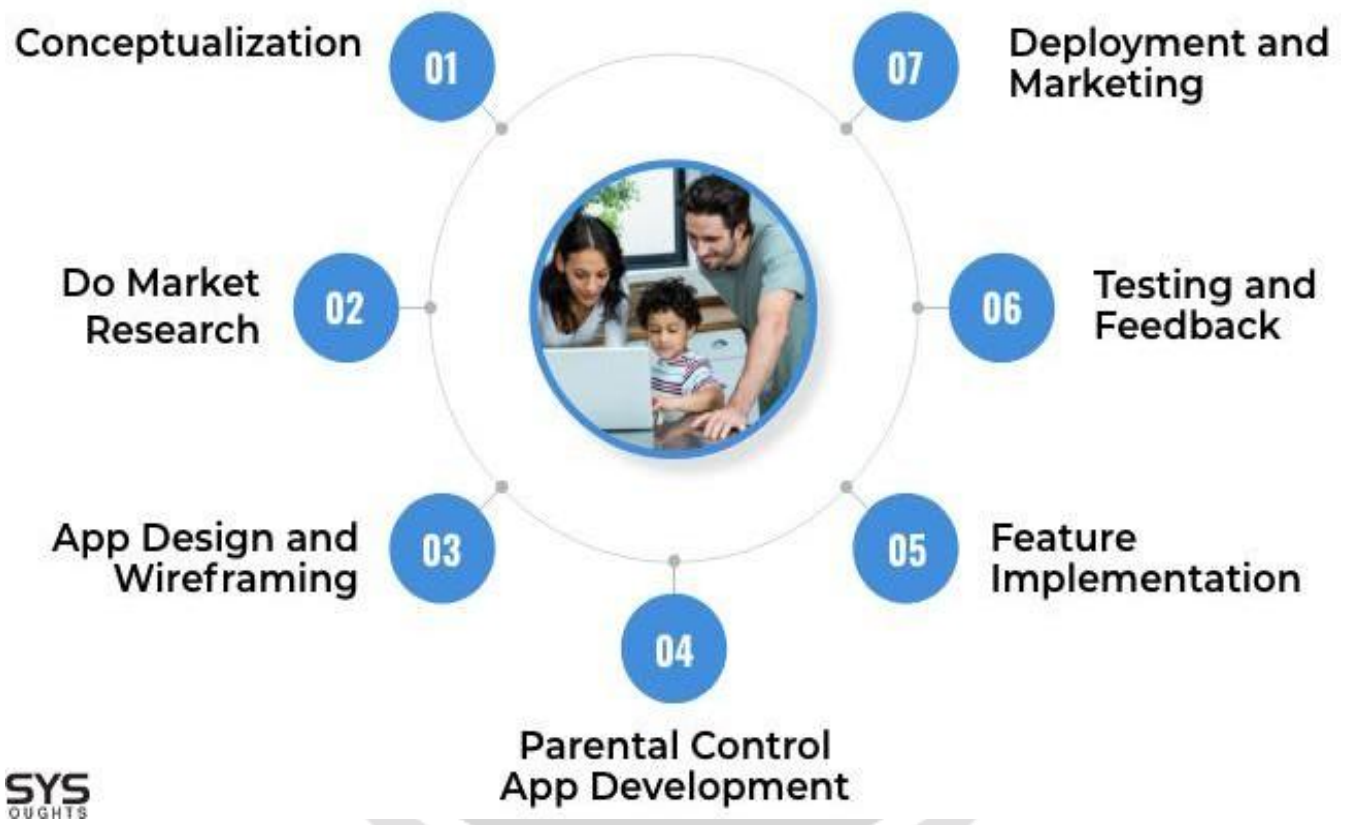 Conceptualization
01
Do Market
Research
02
App Design and
Wireframing
03
04
Parental Control
App Development
05
Feature
Implementation
06
Testing and
Feedback
07
Deployment and
Marketing
SYS
OUGHTS